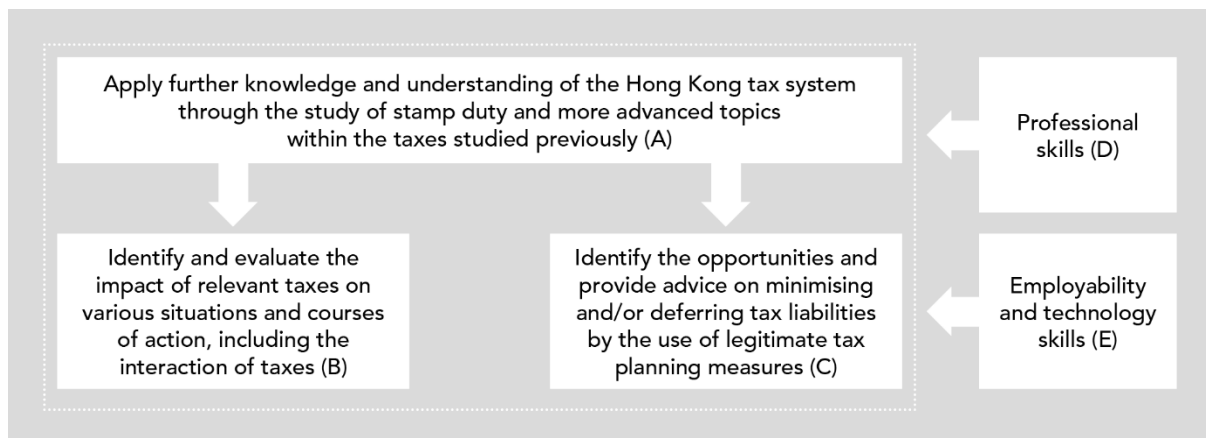 Apply further knowledge and understanding of the Hong Kong tax system
through the study of stamp duty and more advanced topics
within the taxes studied previously (A)
Professional
skills (D)
Identify and evaluate the
impact of relevant taxes on
various situations and courses
of action, including the
interaction of taxes (B)
Identify the opportunities and
provide advice on minimising
and/or deferring tax liabilities
by the use of legitimate tax
planning measures (C)
Employability
and technology
skills (E)